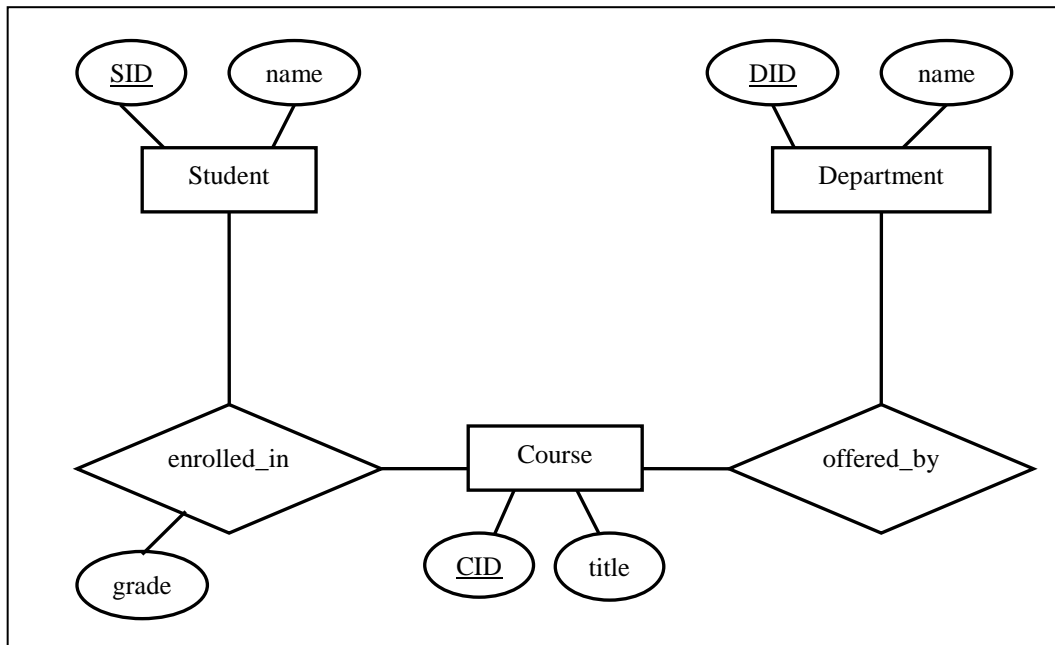 SID
name
DID
name
Student
Department
enrolled_in
Course
offered_by
grade
CID
title